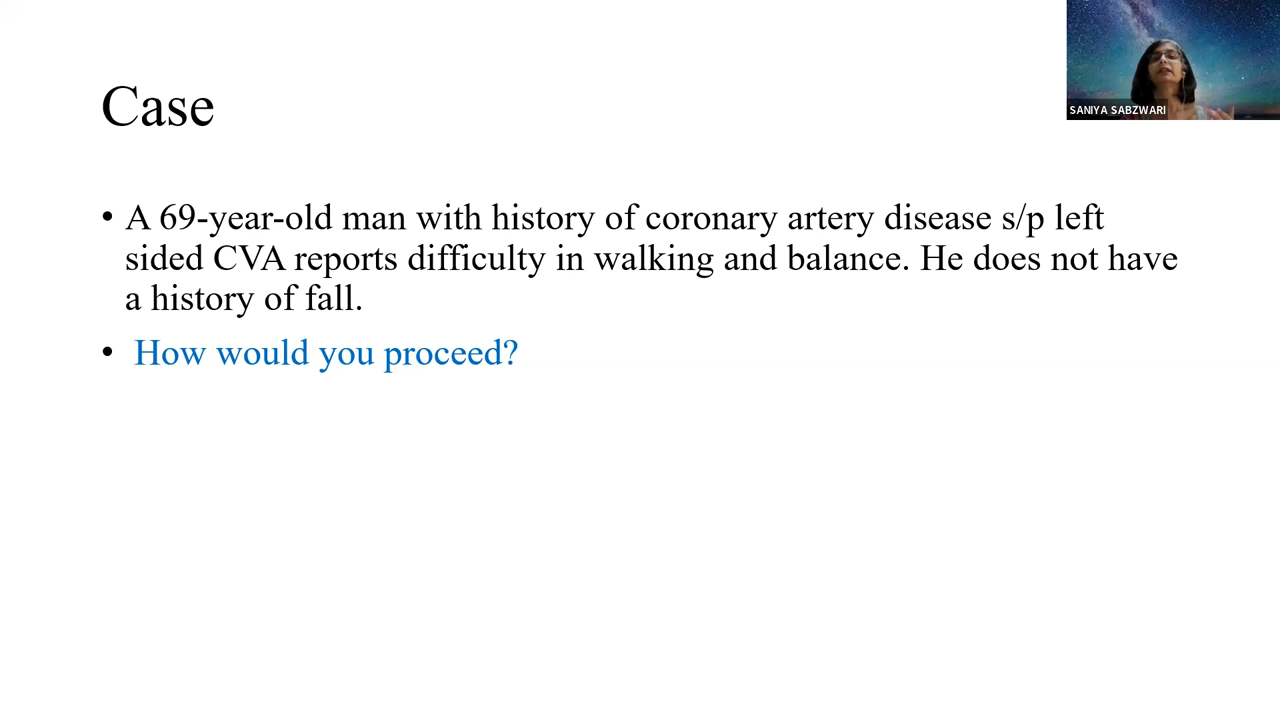 Case
SANIYA SABZWARI
• A 69-year-old man with history of coronary artery disease s/p left
sided CVA reports difficulty in walking and balance. He does not have
a history of fall.
• How would you proceed?